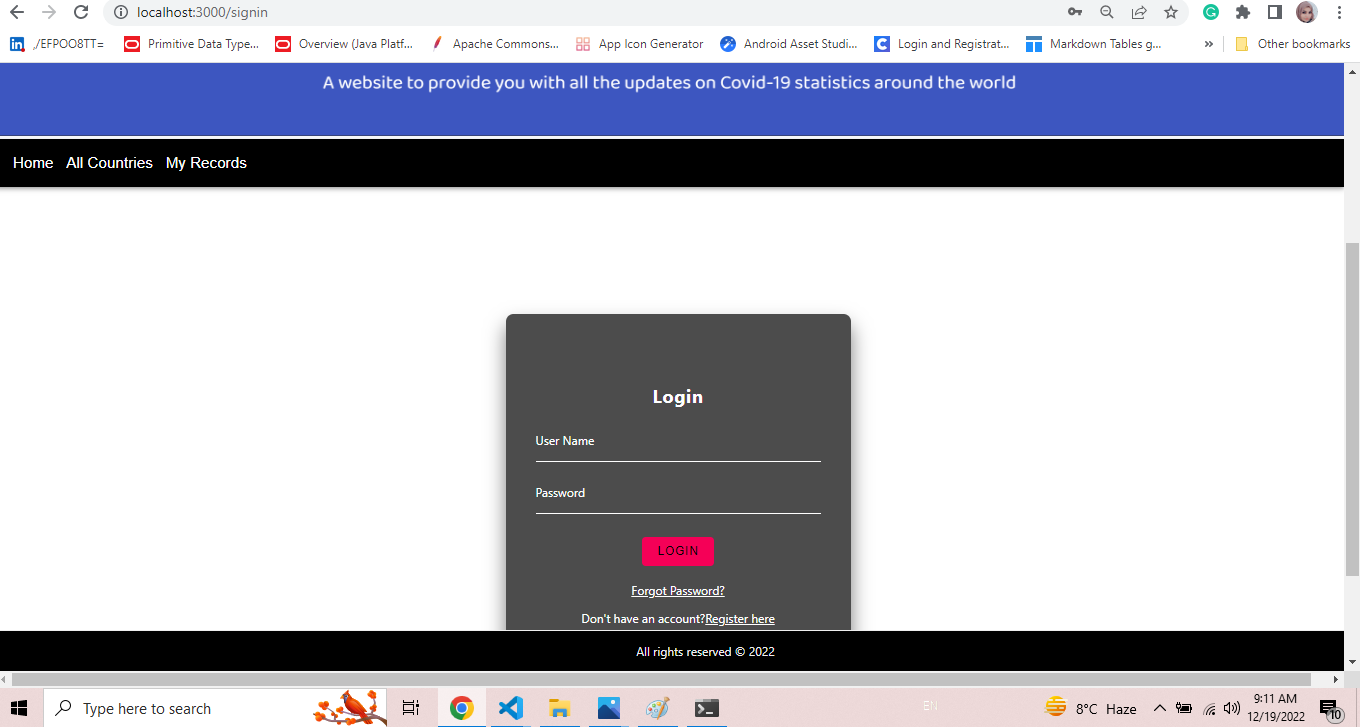 localhost:3000/signin
,/EFPOO8TT= Primitive Data Type... Overview (Java Platf... Apache Commons... App Icon Generator Android Asset Studi... Login and Registrat... Markdown Tables g... » Other bookmarks
A website to provide you with all the updates on Covid-19 statistics around the world
Home All Countries My Records
Login
User Name
Password
LOGIN
Forgot Password?
Don't have an account?Register here
All rights reserved © 2022
Type here to search
EN
8°C Haze
9:11 AM
12/19/2022
10